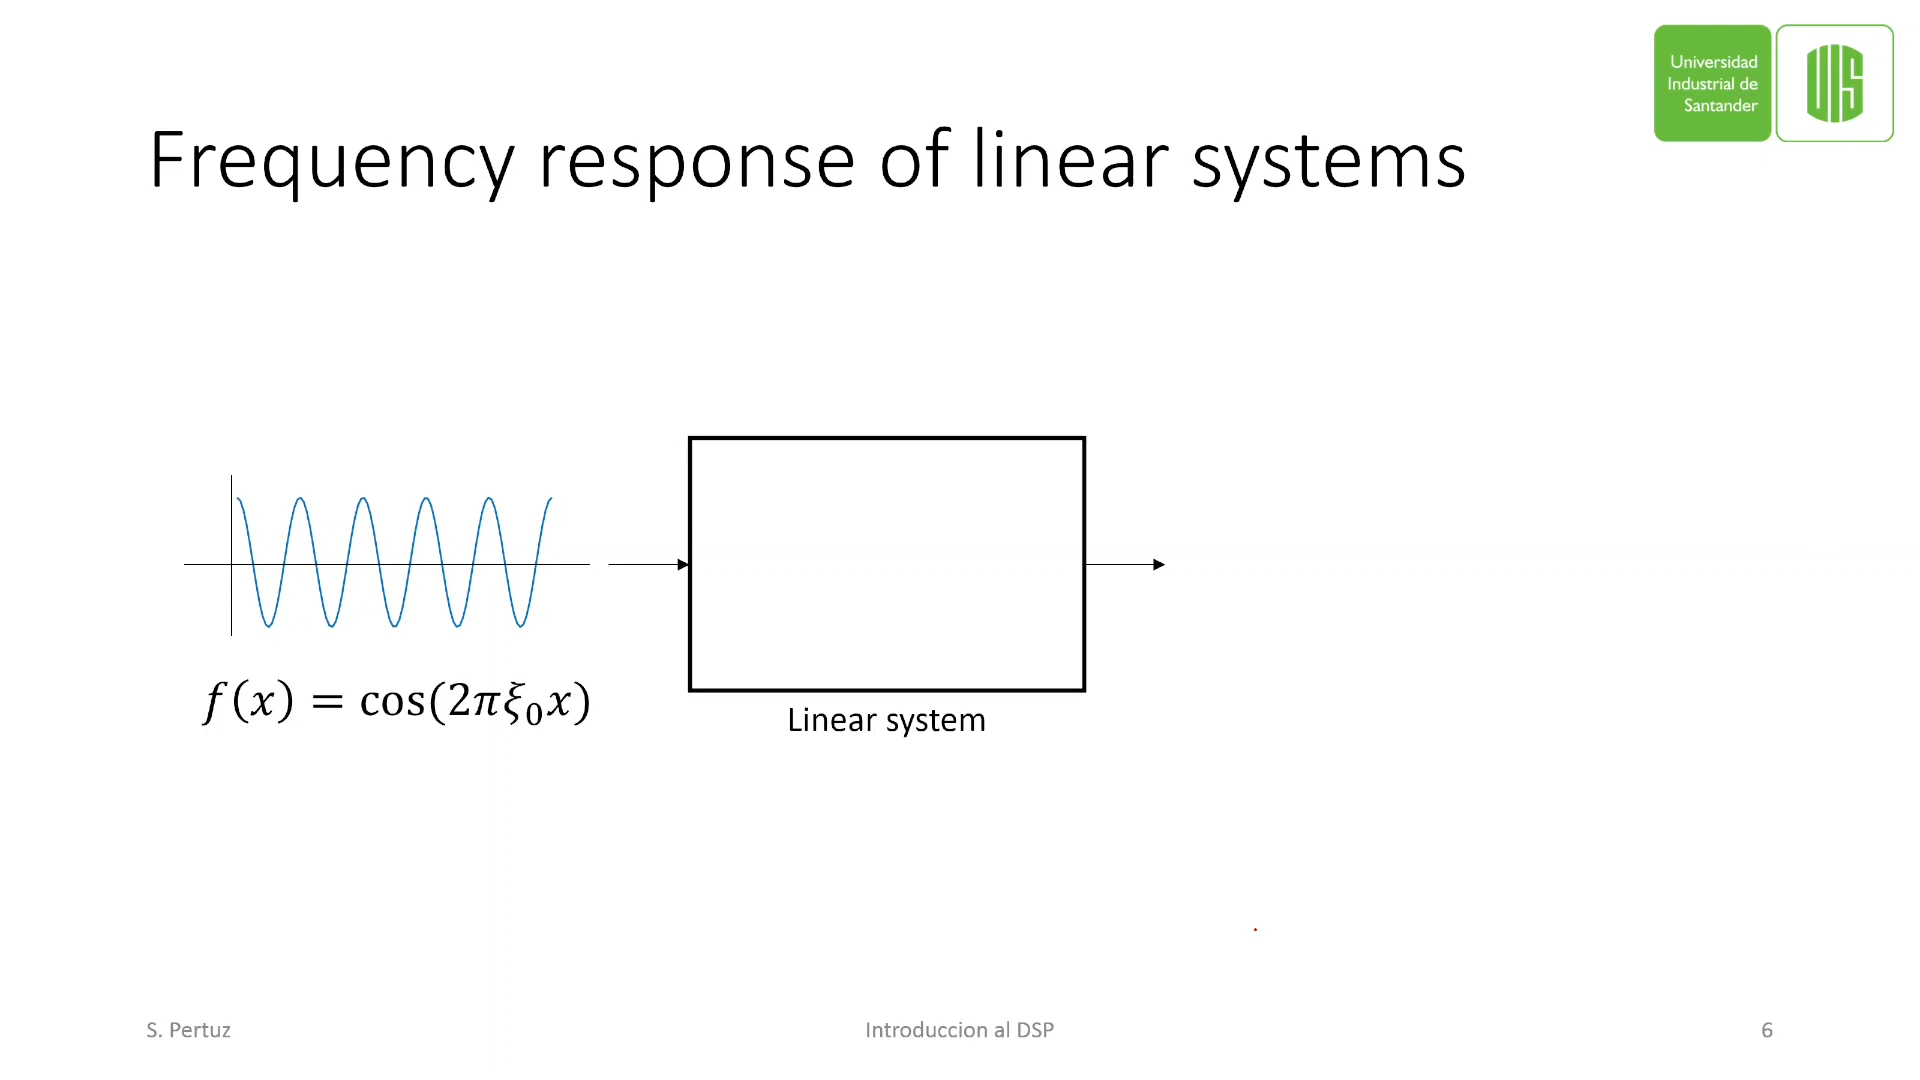 Universidad
Industrial de
Santander
Frequency response of linear systems
f(x) = cos(2πξ₀x)
Linear system
S. Pertuz
Introduccion al DSP
6